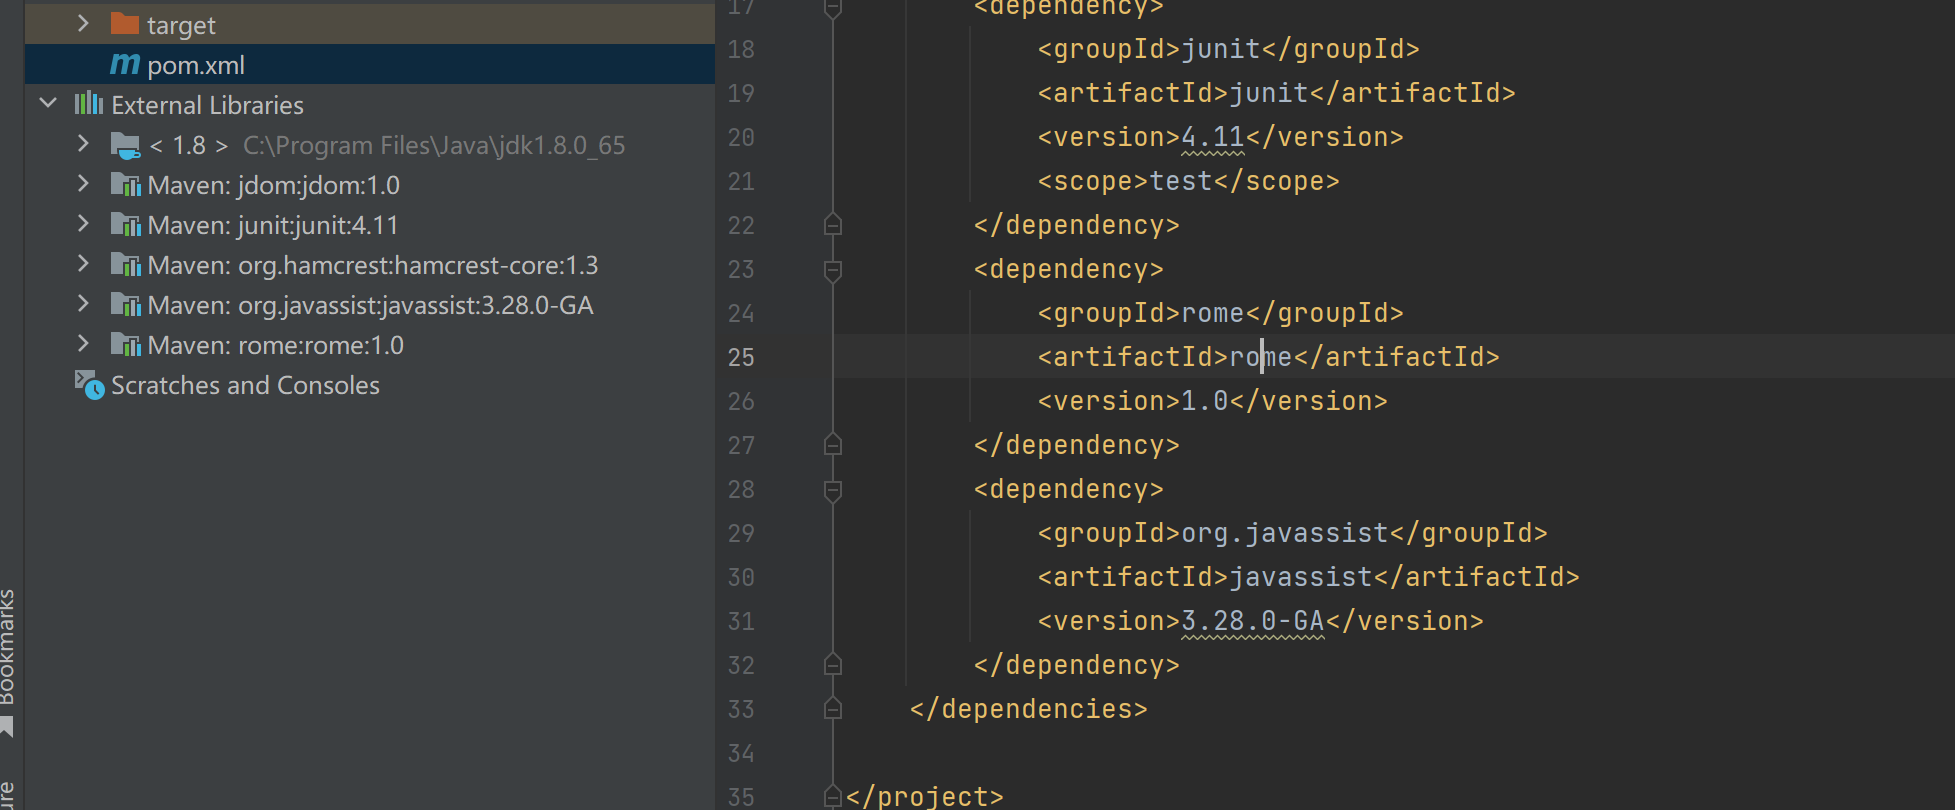 target
pom.xml
External Libraries
< 1.8 > C:\Program Files\Java\jdk1.8.0_65
Maven: jdom:jdom:1.0
Maven: junit:junit:4.11
Maven: org.hamcrest:hamcrest-core:1.3
Maven: org.javassist:javassist:3.28.0-GA
Maven: rome:rome:1.0
Scratches and Consoles
Bookmarks
17 <dependency>
18 <groupId>junit</groupId>
19 <artifactId>junit</artifactId>
20 <version>4.11</version>
21 <scope>test</scope>
22 </dependency>
23 <dependency>
24 <groupId>rome</groupId>
25 <artifactId>rome</artifactId>
26 <version>1.0</version>
27 </dependency>
28 <dependency>
29 <groupId>org.javassist</groupId>
30 <artifactId>javassist</artifactId>
31 <version>3.28.0-GA</version>
32 </dependency>
33 </dependencies>
34
35 </project>